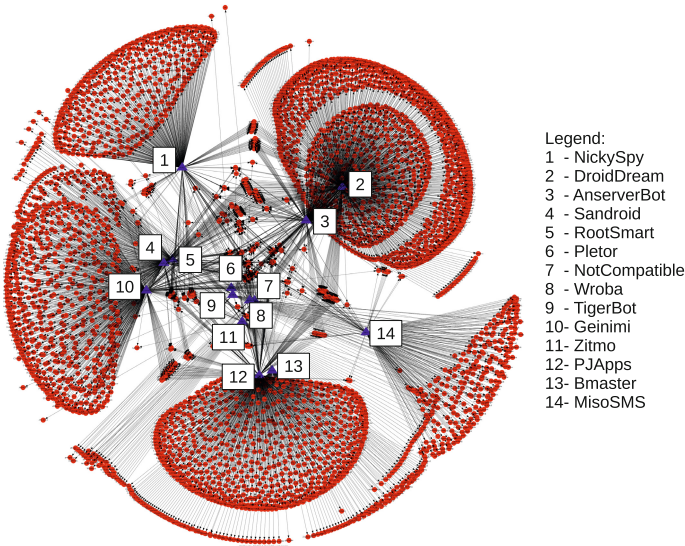 1
2
3
4
5
6
7
10
9
8
11
14
13
12
Legend:
1 - NickySpy
2 - DroidDream
3 - AnserverBot
4 - Sandroid
5 - RootSmart
6 - Pletor
7 - NotCompatible
8 - Wroba
9 - TigerBot
10- Geinimi
11- Zitmo
12- PJApps
13- Bmaster
14- MisoSMS